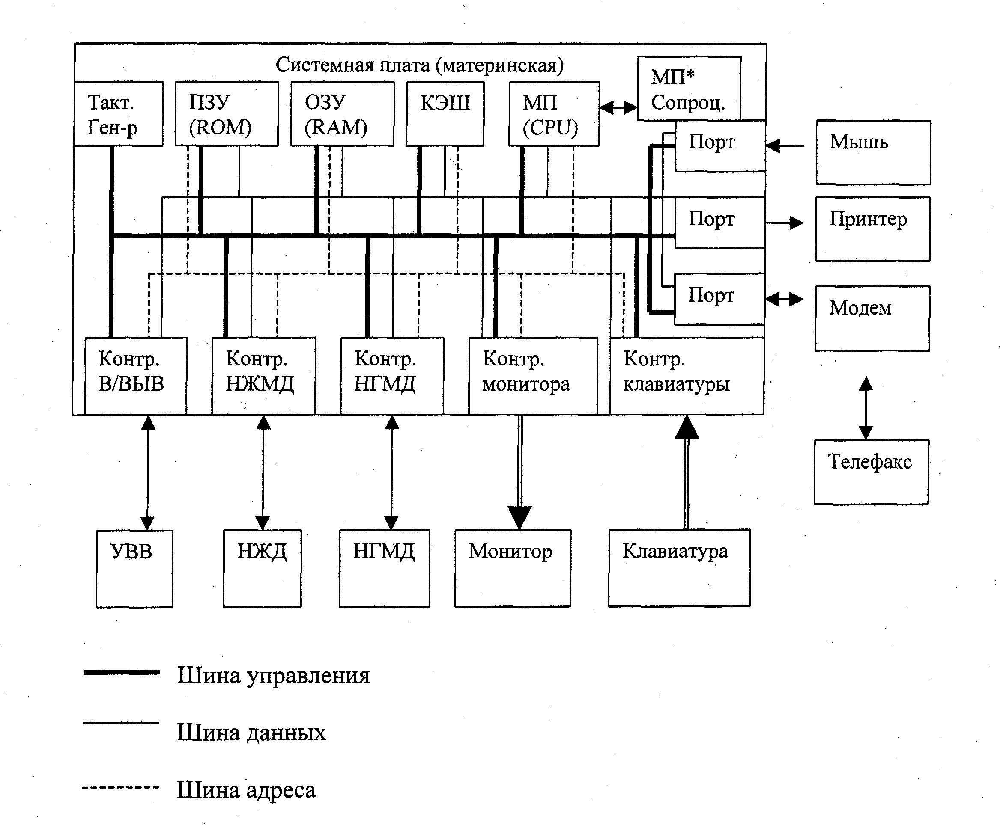 Системная плата (материнская)
Такт.
Ген-р
ПЗУ
(ROM)
ОЗУ
(RAM)
КЭШ
МП
(CPU)
МП*
Сопроц.
Порт
Мышь
Порт
Принтер
Порт
Модем
Контр.
В/ВЫВ
Контр.
НЖМД
Контр.
НГМД
Контр.
монитора
Контр.
клавиатуры
Телефакс
УВВ
НЖД
НГМД
Монитор
Клавиатура
Шина управления
Шина данных
Шина адреса